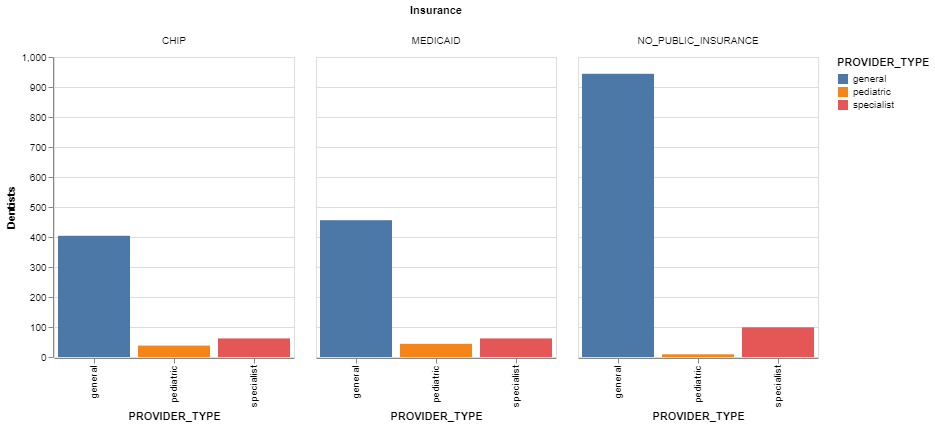 Insurance
CHIP
MEDICAID
NO_PUBLIC_INSURANCE
Dentists
1,000
900
800
700
600
500
400
300
200
100
0
general
pediatric
specialist
general
pediatric
specialist
general
pediatric
specialist
PROVIDER_TYPE
PROVIDER_TYPE
PROVIDER_TYPE
PROVIDER_TYPE
general
pediatric
specialist